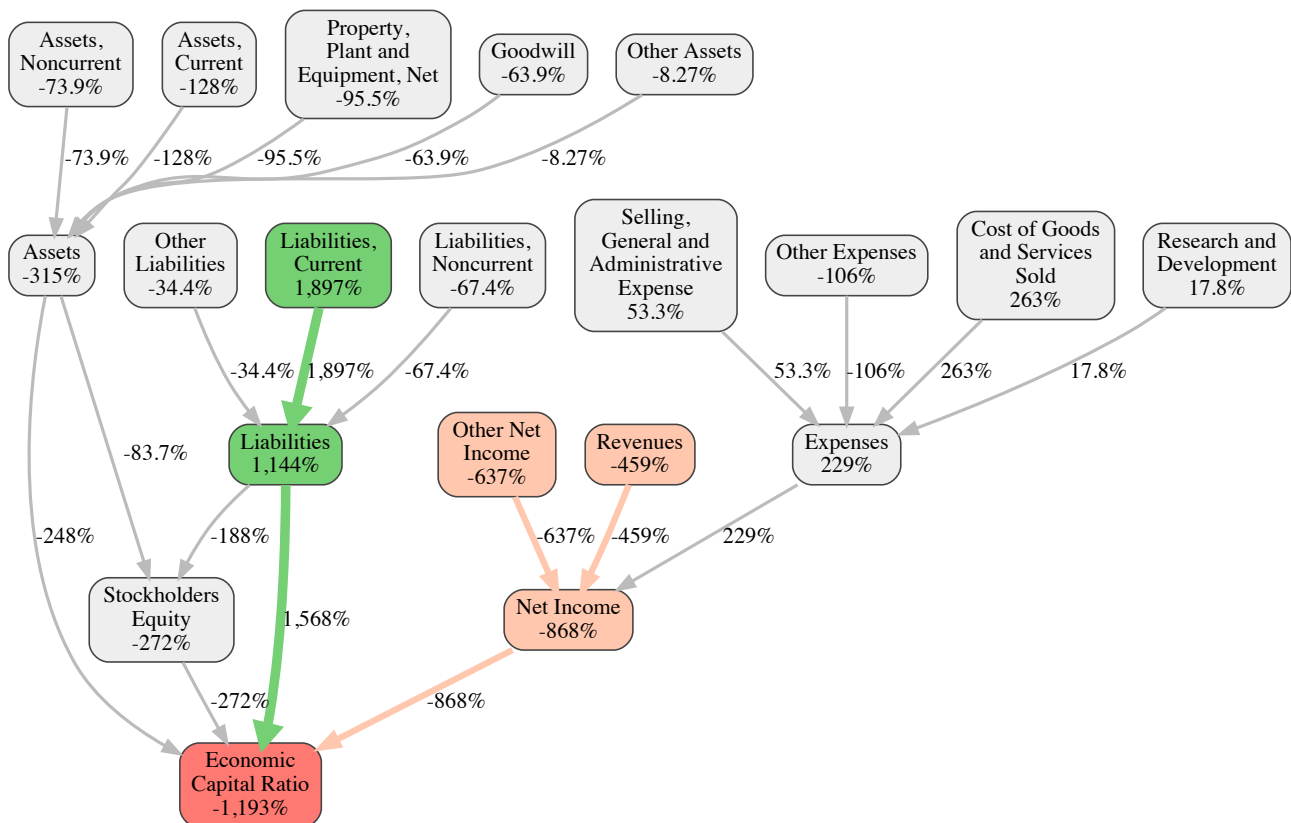 Assets,
Noncurrent
-73.9%
Assets,
Current
-128%
Property,
Plant and
Equipment, Net
-95.5%
Goodwill
-63.9%
Other Assets
-8.27%
-73.9%
-128%
-95.5%
-63.9%
-8.27%
Assets
-315%
Other
Liabilities
-34.4%
Liabilities,
Current
1,897%
Liabilities,
Noncurrent
-67.4%
Selling,
General and
Administrative
Expense
53.3%
Other Expenses
-106%
Cost of Goods
and Services
Sold
263%
Research and
Development
17.8%
-34.4%
1,897%
-67.4%
53.3%
-106%
263%
17.8%
Liabilities
1,144%
Other Net
Income
-637%
Revenues
-459%
Expenses
229%
-83.7%
-248%
-188%
-637%
-459%
229%
Stockholders
Equity
-272%
1,568%
Net Income
-868%
-272%
-868%
Economic
Capital Ratio
-1,193%